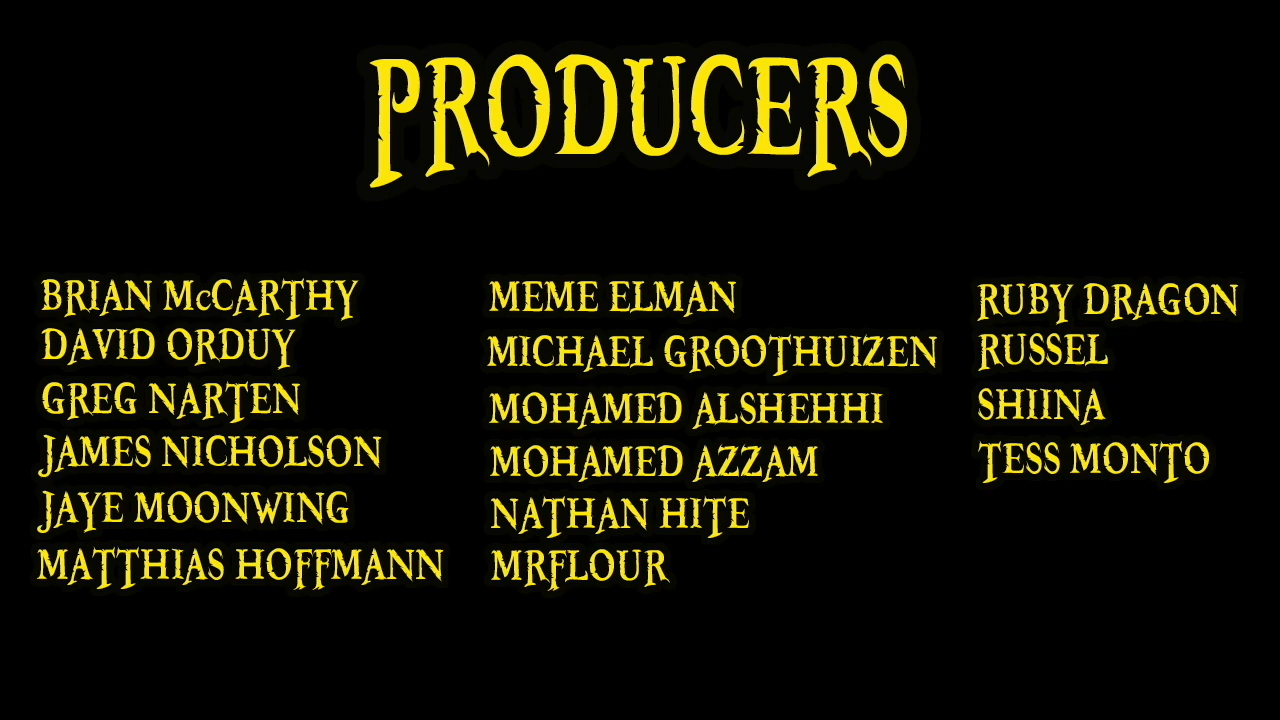 PRODUCERS
BRIAN McCARTHY
DAVID ORDUY
GREG NARTEN
JAMES NICHOLSON
JAYE MOONWING
MATTHIAS HOFFMANN
MEME ELMAN
MICHAEL GROOTHUIZEN
MOHAMED ALSHEHHI
MOHAMED AZZAM
NATHAN HITE
MRFLOUR
RUBY DRAGON
RUSSEL
SHIINA
TESS MONTO